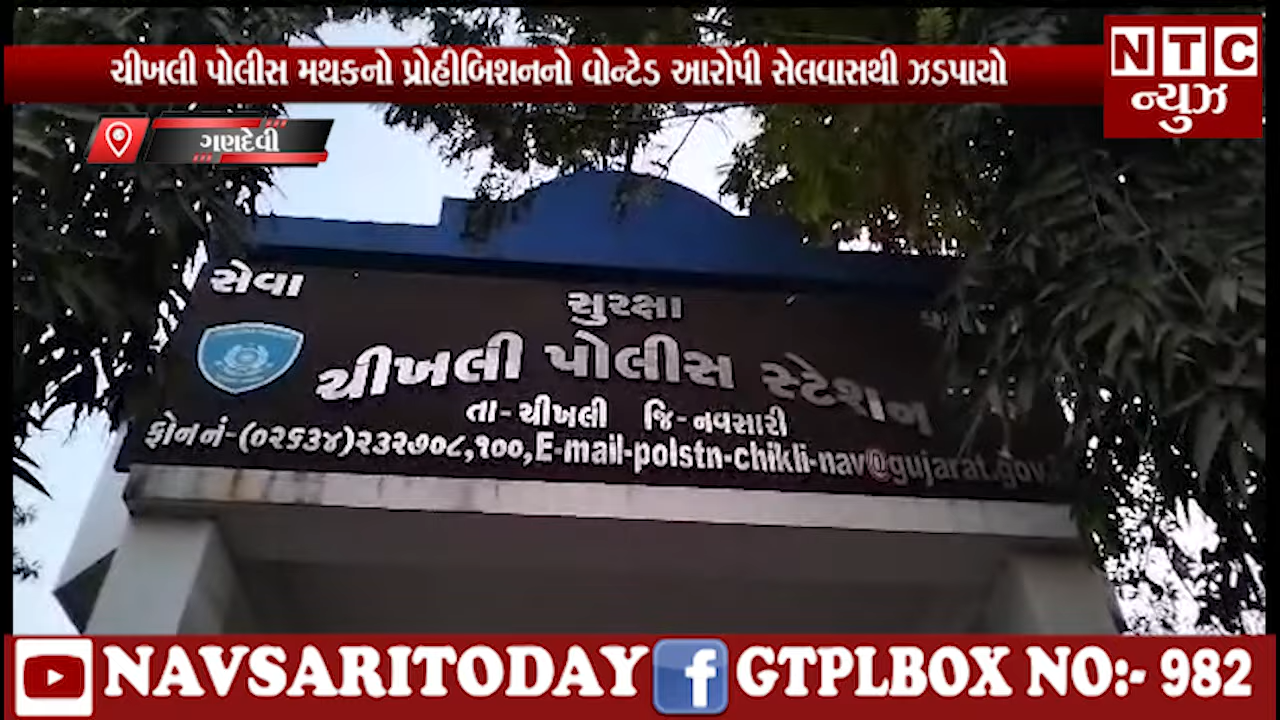 ચીખલી પોલીસ મથકનો પ્રોહીબિશનનો વોન્ટેડ આરોપી સેલવાસથી ઝડપાયો
NTC
ન્યુઝ
ગણદેવી
સેવા
સુરક્ષા
ચીખલી પોલીસ સ્ટેશન
તા-ચીખલી જિ-નવસારી
ફોન નં-(૦૨૬૩૪)૨૩૨૭૦૮,૧૦૦,E-mail-polstn-chikli-nav@gujarat.gov.
NAVSARITODAY f GTPLBOX NO:- 982